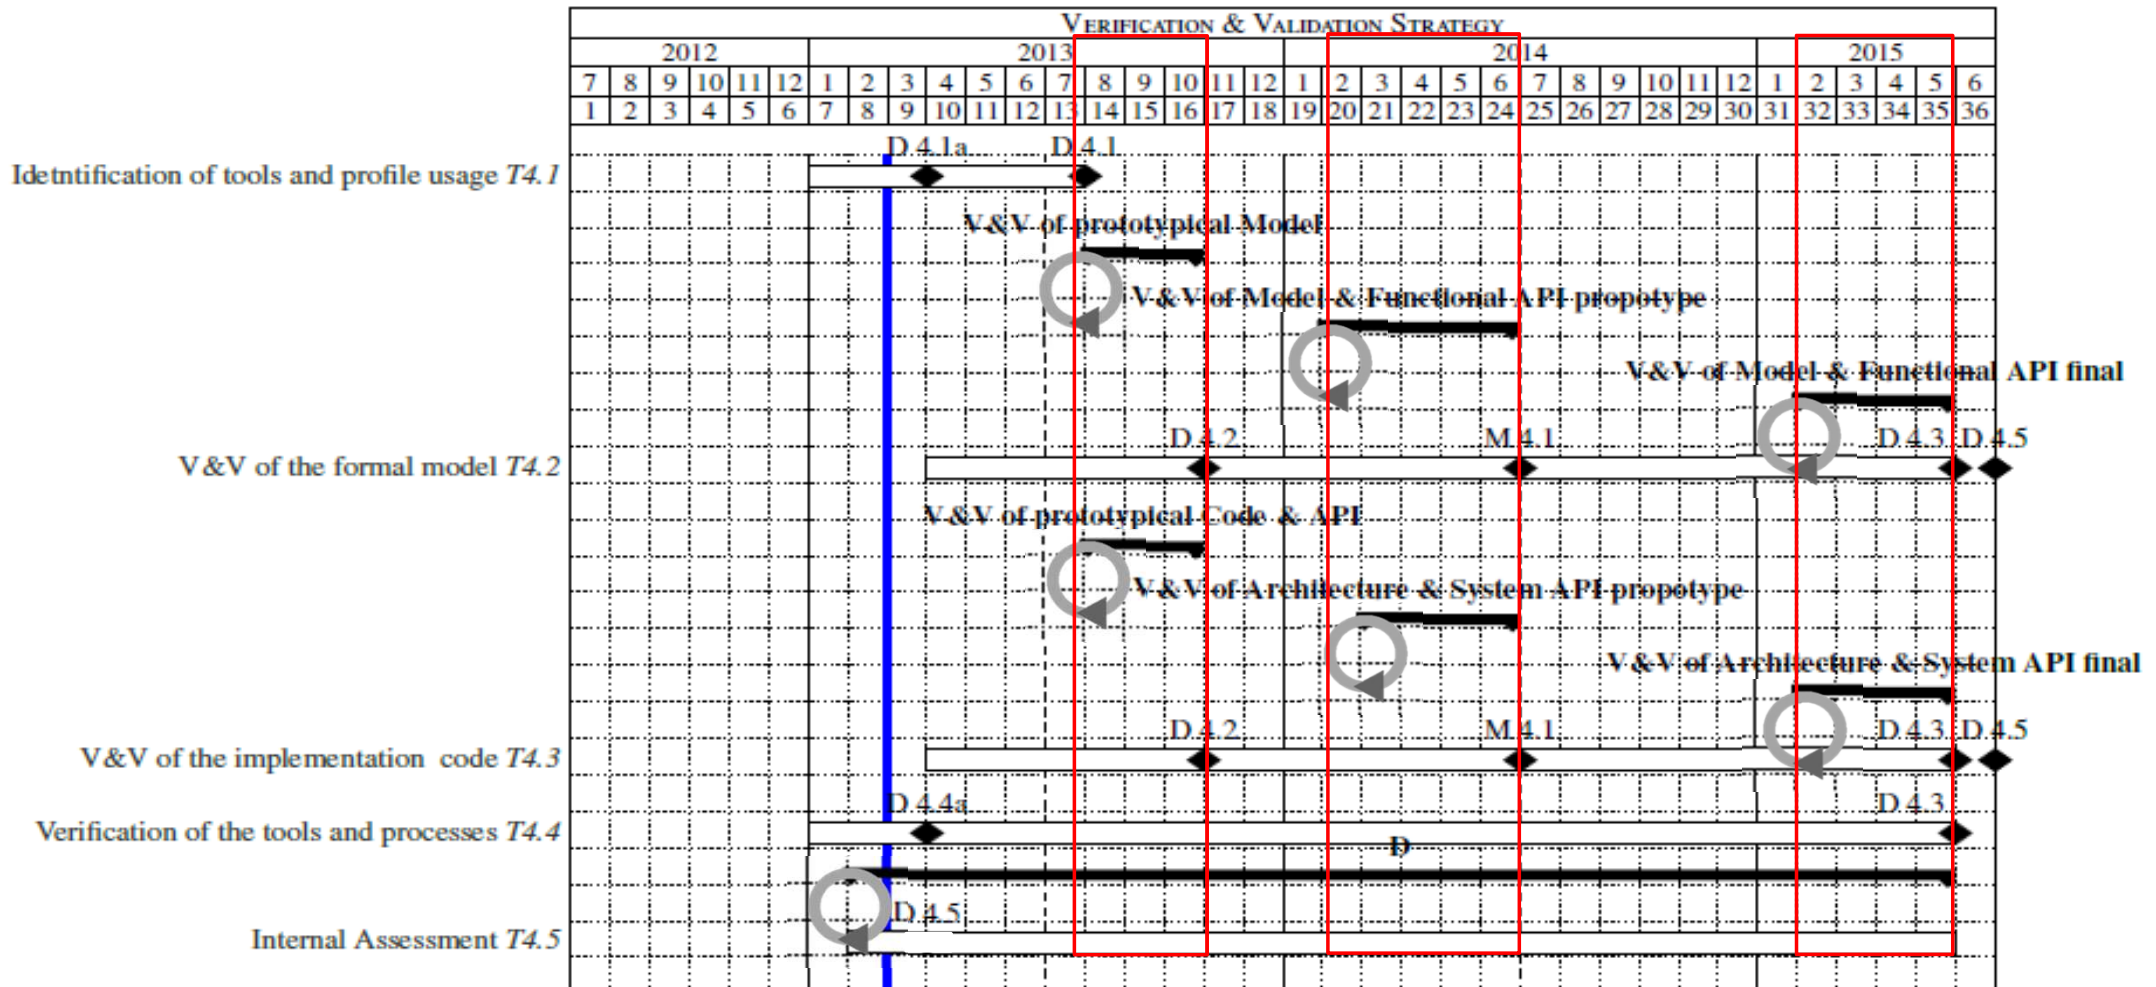 VERIFICATION & VALIDATION STRATEGY
2012 2013 2014 2015
7 8 9 10 11 12 1 2 3 4 5 6 7 8 9 10 11 12 1 2 3 4 5 6 7 8 9 10 11 12 1 2 3 4 5 6
1 2 3 4 5 6 7 8 9 10 11 12 13 14 15 16 17 18 19 20 21 22 23 24 25 26 27 28 29 30 31 32 33 34 35 36
D 4.1a D 4.1
Idetntification of tools and profile usage T4.1
V&V of prototypical Model
V&V of Model & Functional API propotype
V&V of Model & Functional API final
D 4.2 M 4.1 D 4.3 D 4.5
V&V of the formal model T4.2
V&V of prototypical Code & API
V&V of Architecture & System API propotype
V&V of Architecture & System API final
D 4.2 M 4.1 D 4.3 D 4.5
V&V of the implementation code T4.3
D 4.4a D 4.3
Verification of the tools and processes T4.4
D
D 4.5
Internal Assessment T4.5